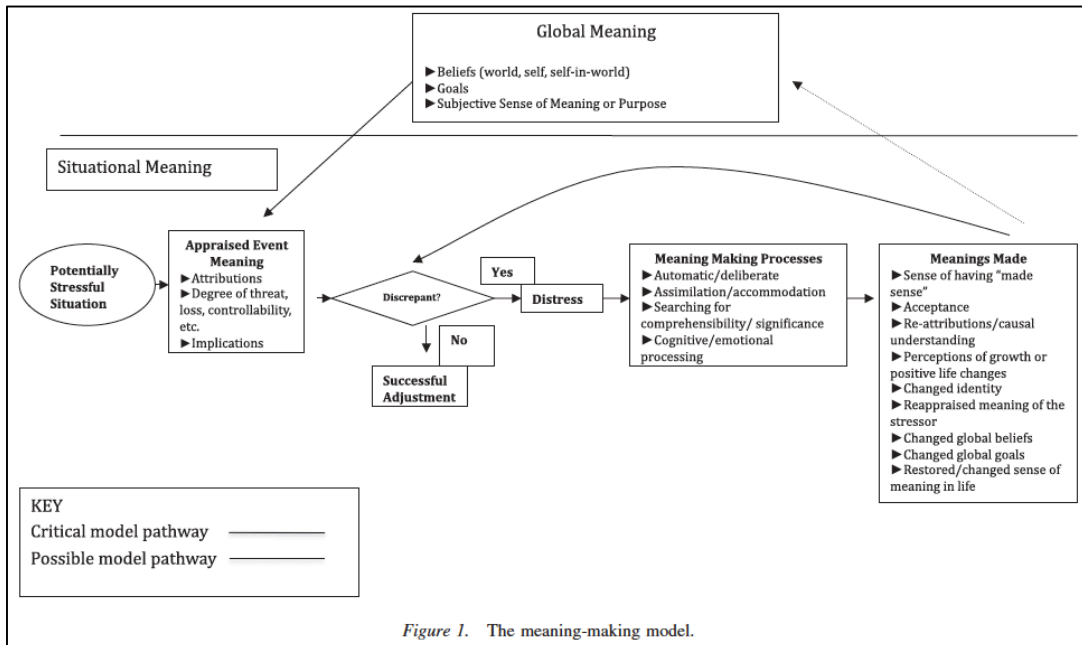 Global Meaning
►Beliefs (world, self, self-in-world)
►Goals
►Subjective Sense of Meaning or Purpose
Situational Meaning
Potentially
Stressful
Situation
Appraised Event
Meaning
►Attributions
►Degree of threat,
loss, controllability,
etc.
►Implications
Discrepant?
Yes
Distress
No
Successful
Adjustment
Meaning Making Processes
►Automatic/deliberate
►Assimilation/accommodation
►Searching for
comprehensibility/ significance
►Cognitive/emotional
processing
Meanings Made
►Sense of having “made
sense”
►Acceptance
►Re-attributions/causal
understanding
►Perceptions of growth or
positive life changes
►Changed identity
►Reappraised meaning of the
stressor
►Changed global beliefs
►Changed global goals
►Restored/changed sense of
meaning in life
KEY
Critical model pathway
Possible model pathway
Figure 1. The meaning-making model.